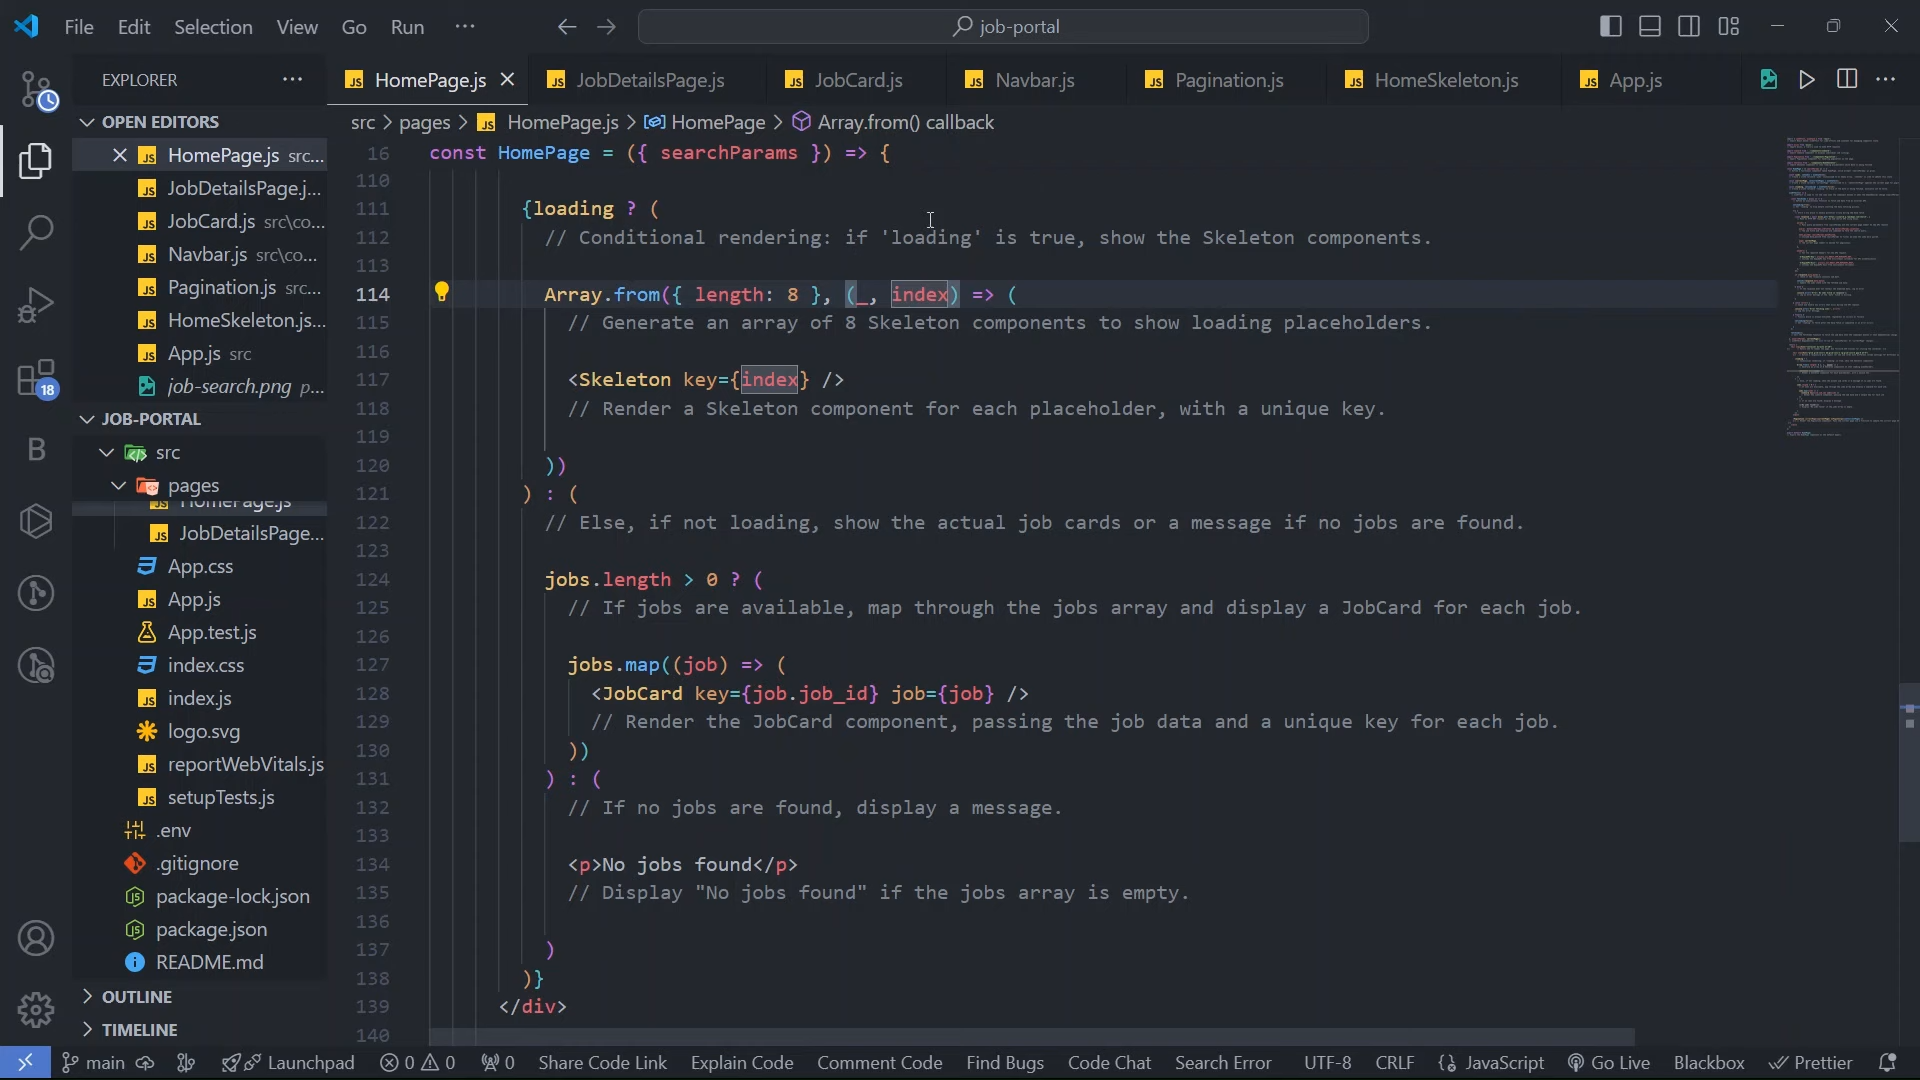 File Edit Selection View Go Run ··· job-portal
EXPLORER ···
HomePage.js JobDetailsPage.js JobCard.js Navbar.js Pagination.js HomeSkeleton.js App.js
OPEN EDITORS
HomePage.js src...
JobDetailsPage.j...
JobCard.js src\co...
Navbar.js src\co...
Pagination.js src...
HomeSkeleton.js...
App.js src
job-search.png p...
JOB-PORTAL
src
pages
HomePage.js
JobDetailsPage...
App.css
App.js
App.test.js
index.css
index.js
logo.svg
reportWebVitals.js
setupTests.js
.env
.gitignore
package-lock.json
package.json
README.md
OUTLINE
TIMELINE
18
src > pages > HomePage.js > HomePage > Array.from() callback
16 const HomePage = ({ searchParams }) => {
110
111 {loading ? (
112 // Conditional rendering: if 'loading' is true, show the Skeleton components.
113
114 Array.from({ length: 8 }, (_, index) => (
115 // Generate an array of 8 Skeleton components to show loading placeholders.
116
117 <Skeleton key={index} />
118 // Render a Skeleton component for each placeholder, with a unique key.
119
120 ))
121 ) : (
122 // Else, if not loading, show the actual job cards or a message if no jobs are found.
123
124 jobs.length > 0 ? (
125 // If jobs are available, map through the jobs array and display a JobCard for each job.
126
127 jobs.map((job) => (
128 <JobCard key={job.job_id} job={job} />
129 // Render the JobCard component, passing the job data and a unique key for each job.
130 ))
131 ) : (
132 // If no jobs are found, display a message.
133
134 <p>No jobs found</p>
135 // Display "No jobs found" if the jobs array is empty.
136
137 )
138 )}
139 </div>
140
main Launchpad 0 0 0 Share Code Link Explain Code Comment Code Find Bugs Code Chat Search Error UTF-8 CRLF JavaScript Go Live Blackbox Prettier